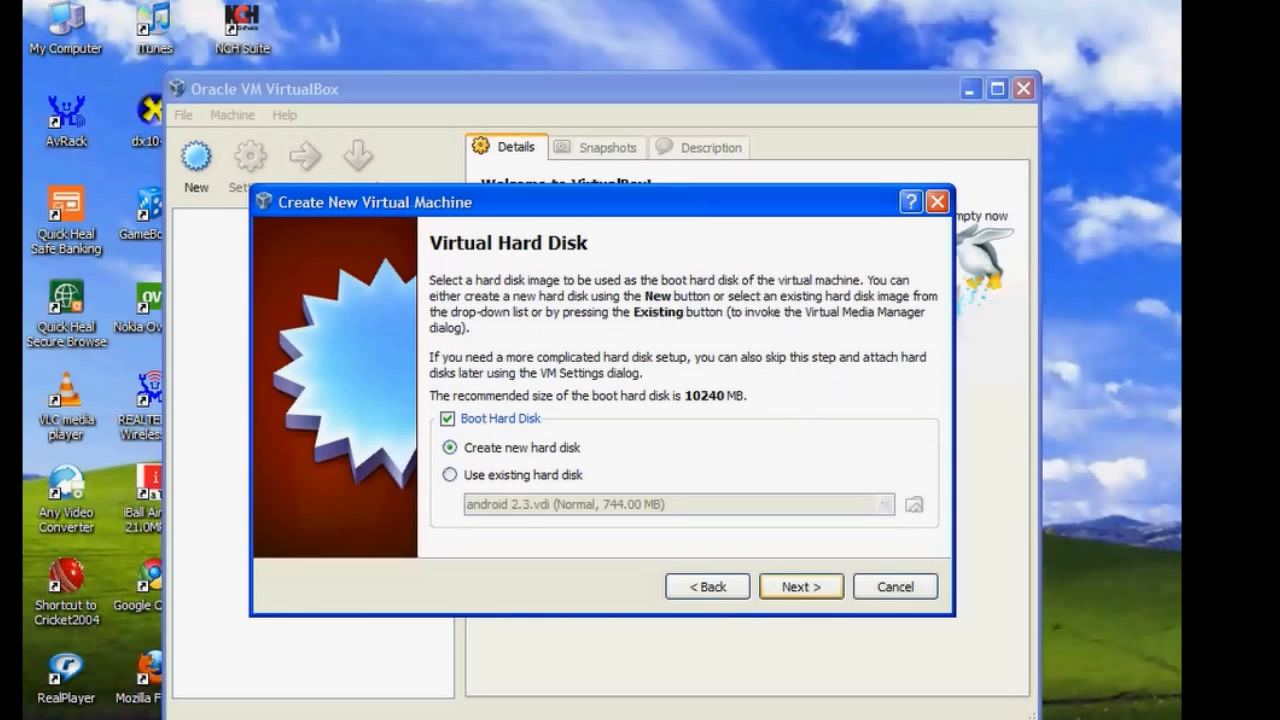 My Computer
iTunes
NCH Suite
Oracle VM VirtualBox
File
Machine
Help
AvRack
dx10-
New
Details
Snapshots
Description
Welcome to VirtualBox!
Create New Virtual Machine
mpty now
Quick Heal
Safe Banking
Virtual Hard Disk
Select a hard disk image to be used as the boot hard disk of the virtual machine. You can
either create a new hard disk using the New button or select an existing hard disk image from
the drop-down list or by pressing the Existing button (to invoke the Virtual Media Manager
dialog).
If you need a more complicated hard disk setup, you can also skip this step and attach hard
disks later using the VM Settings dialog.
The recommended size of the boot hard disk is 10240 MB.
Boot Hard Disk
Create new hard disk
Use existing hard disk
android 2.3.vdi (Normal, 744.00 MB)
< Back
Next >
Cancel
Quick Heal
Secure Browse
Nokia Ov
VLC media
player
REALTE
Wireless
Any Video
Converter
iBall Air
21.0M
Shortcut to
Cricket2004
Google C
RealPlayer
Mozilla F